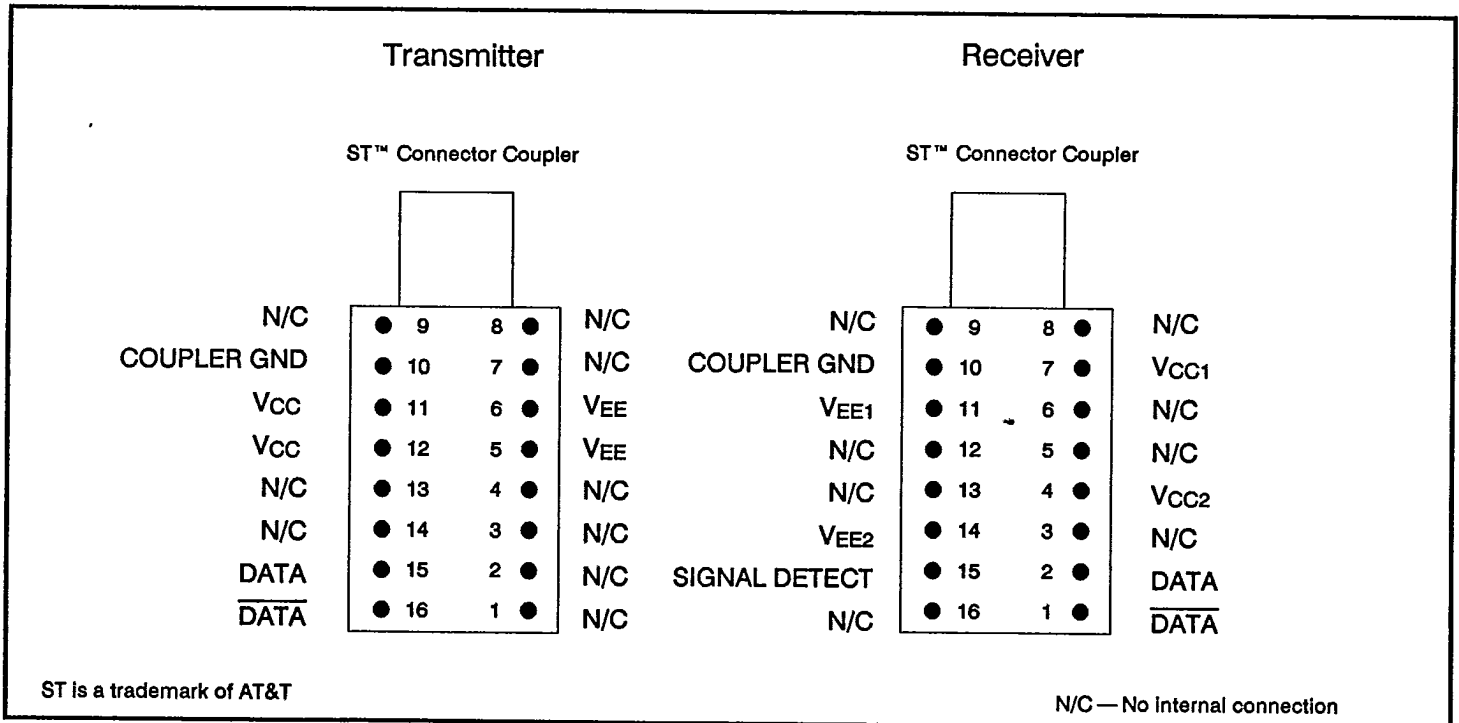 Transmitter Receiver
ST™ Connector Coupler ST™ Connector Coupler
N/C 9 8 N/C N/C 9 8 N/C
COUPLER GND 10 7 N/C COUPLER GND 10 7 VCC1
VCC 11 6 VEE VEE1 11 6 N/C
VCC 12 5 VEE N/C 12 5 N/C
N/C 13 4 N/C N/C 13 4 VCC2
N/C 14 3 N/C VEE2 14 3 N/C
DATA 15 2 N/C SIGNAL DETECT 15 2 DATA
D̅A̅T̅A̅ 16 1 N/C N/C 16 1 D̅A̅T̅A̅
ST is a trademark of AT&T N/C — No internal connection